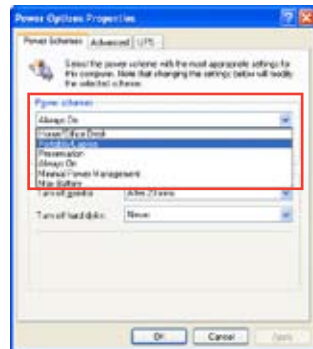 Power Options Properties
Power Schemes Advanced UPS
Select the power scheme with the most appropriate settings for
this computer. Note that changing the settings below will modify
the selected scheme.
Power schemes
Always On
Home/Office Desk
Portable/Laptop
Presentation
Always On
Minimal Power Management
Max Battery
Turn off monitor: After 20 mins
Turn off hard disks: Never
OK Cancel Apply